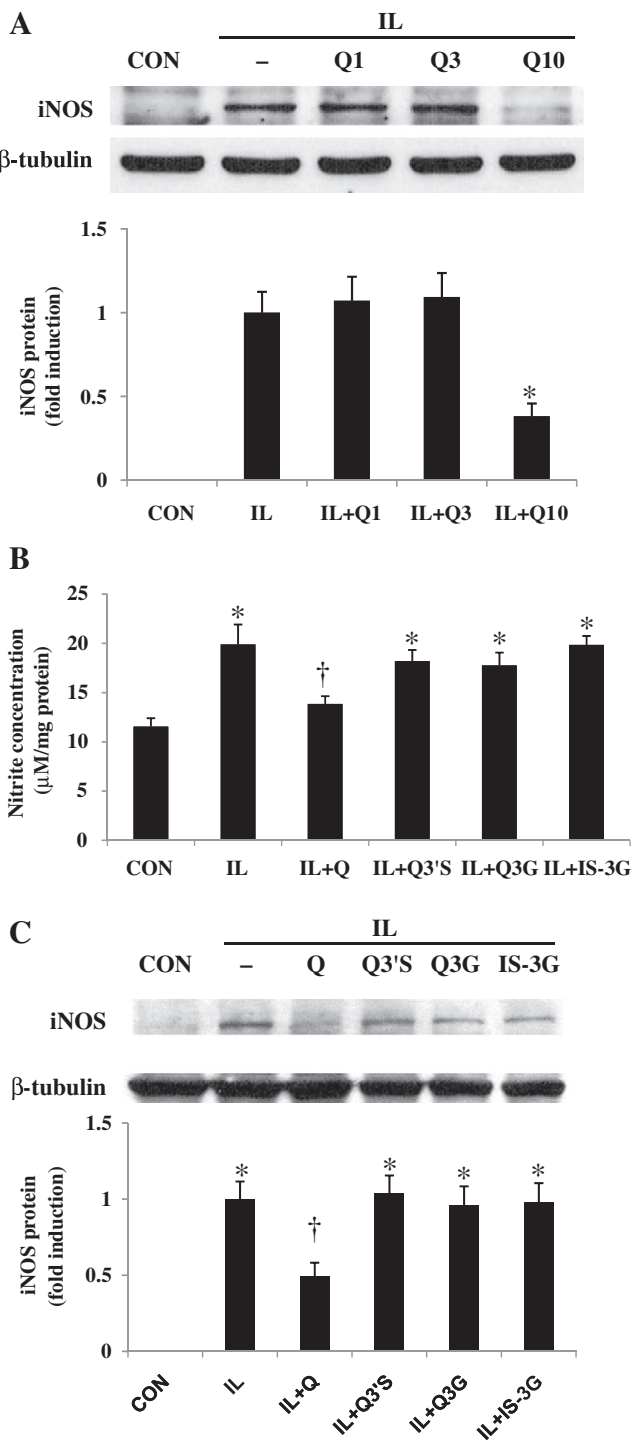 A
IL
CON – Q1 Q3 Q10
iNOS
β-tubulin
1.5
1
0.5
0
iNOS protein
(fold induction)
*
CON IL IL+Q1 IL+Q3 IL+Q10
B
25
20
15
10
5
0
Nitrite concentration
(µM/mg protein)
* † * * *
CON IL IL+Q IL+Q3'S IL+Q3G IL+IS-3G
C
IL
CON – Q Q3'S Q3G IS-3G
iNOS
β-tubulin
1.5
1
0.5
0
iNOS protein
(fold induction)
* † * * *
CON IL IL+Q IL+Q3'S IL+Q3G IL+IS-3G